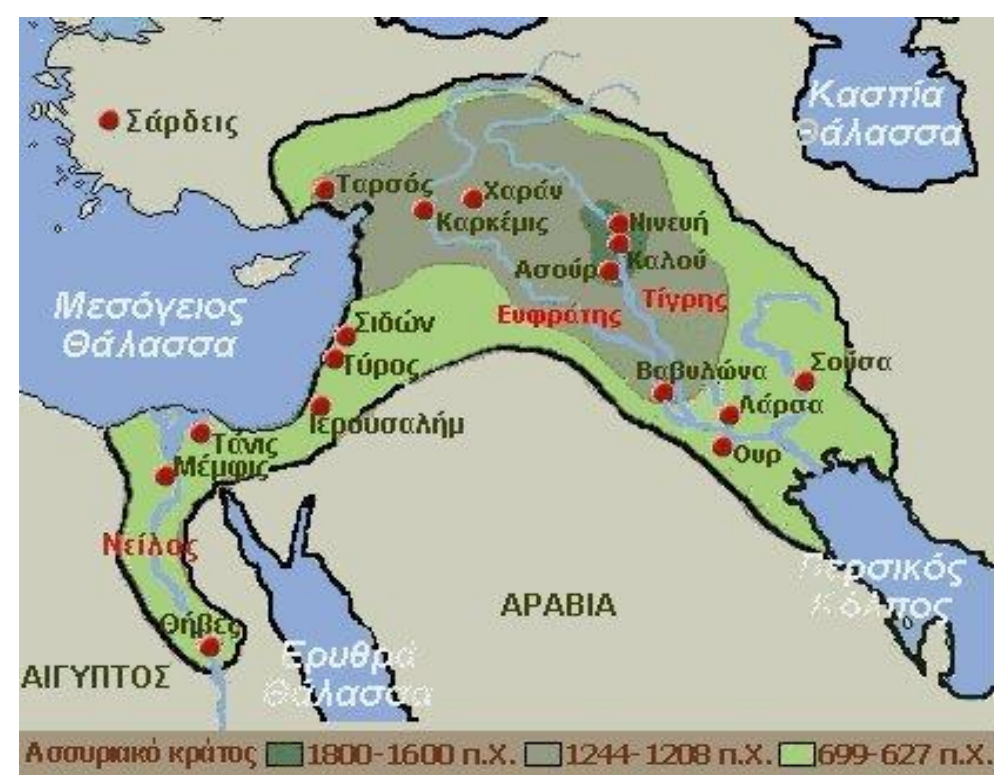 Κασπία
Θάλασσα
Σάρδεις
Ταρσός
Χαράν
Καρκέμις
Νινευή
Καλού
Ασούρ
Τίγρης
Ευφράτης
Μεσόγειος
Θάλασσα
Σιδών
Τύρος
Σούσα
Βαβυλώνα
Λάρσα
Ιερουσαλήμ
Τάνις
Ουρ
Μέμφις
Νείλος
Περσικός
Κόλπος
ΑΡΑΒΙΑ
Θήβες
Ερυθρά
Θάλασσα
ΑΙΓΥΠΤΟΣ
Ασσυριακό κράτος 1800-1600 π.Χ. 1244-1208 π.Χ. 699-627 π.Χ.